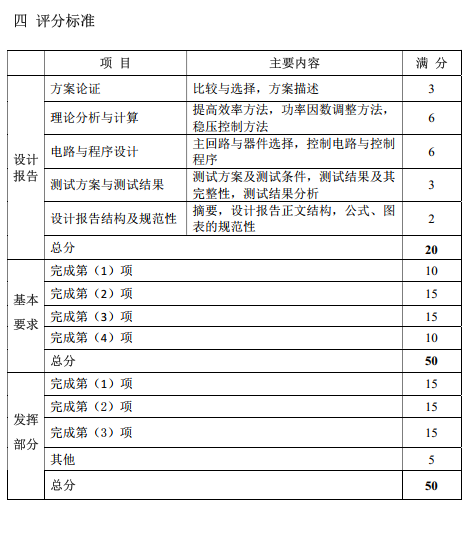 四 评分标准
项 目 主要内容 满 分
设计报告
方案论证 比较与选择，方案描述 3
理论分析与计算 提高效率方法，功率因数调整方法，
稳压控制方法 6
电路与程序设计 主回路与器件选择，控制电路与控制
程序 6
测试方案与测试结果 测试方案及测试条件，测试结果及其
完整性，测试结果分析 3
设计报告结构及规范性 摘要，设计报告正文结构，公式、图
表的规范性 2
总分 20
基本要求
完成第（1）项 10
完成第（2）项 15
完成第（3）项 15
完成第（4）项 10
总分 50
发挥部分
完成第（1）项 15
完成第（2）项 15
完成第（3）项 15
其他 5
总分 50